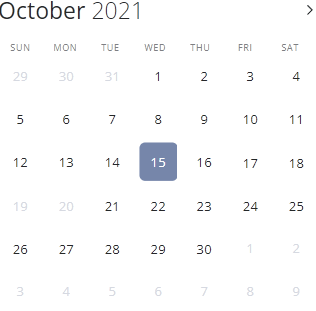 October 2021
SUN MON TUE WED THU FRI SAT
29 30 31 1 2 3 4
5 6 7 8 9 10 11
12 13 14 15 16 17 18
19 20 21 22 23 24 25
26 27 28 29 30 1 2
3 4 5 6 7 8 9